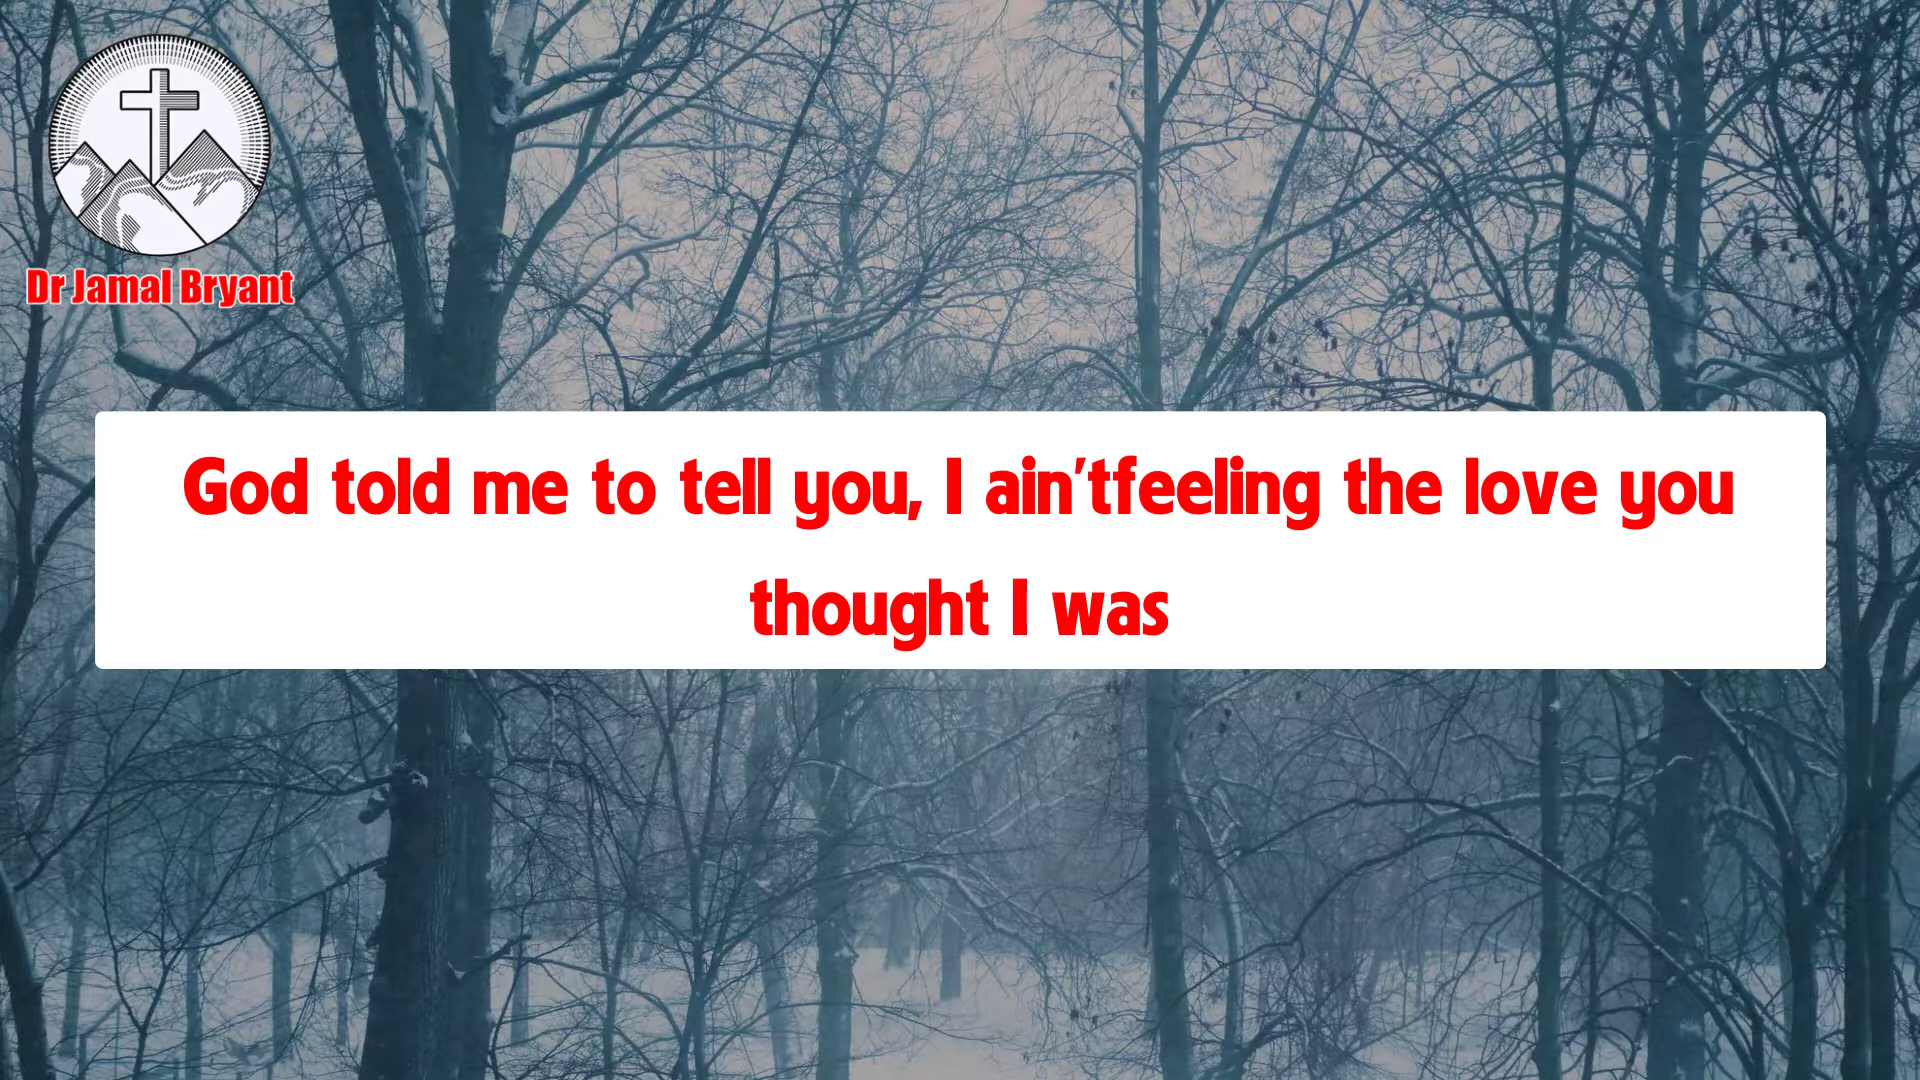 Dr Jamal Bryant
God told me to tell you, I ain'tfeeling the love you
thought I was